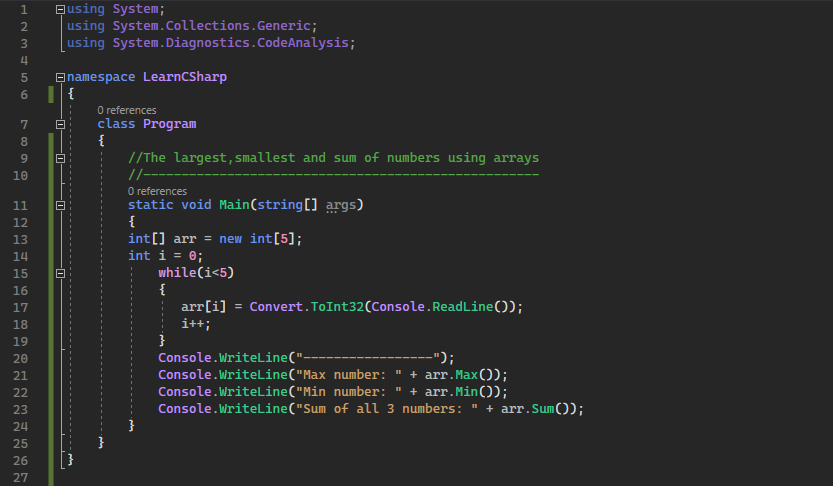 1 using System;
2 using System.Collections.Generic;
3 using System.Diagnostics.CodeAnalysis;
4
5 namespace LearnCSharp
6 {
0 references
7 class Program
8 {
9 //The largest,smallest and sum of numbers using arrays
10 //----------------------------------------------------
0 references
11 static void Main(string[] args)
12 {
13 int[] arr = new int[5];
14 int i = 0;
15 while(i<5)
16 {
17 arr[i] = Convert.ToInt32(Console.ReadLine());
18 i++;
19 }
20 Console.WriteLine("-----------------");
21 Console.WriteLine("Max number: " + arr.Max());
22 Console.WriteLine("Min number: " + arr.Min());
23 Console.WriteLine("Sum of all 3 numbers: " + arr.Sum());
24 }
25 }
26 }
27